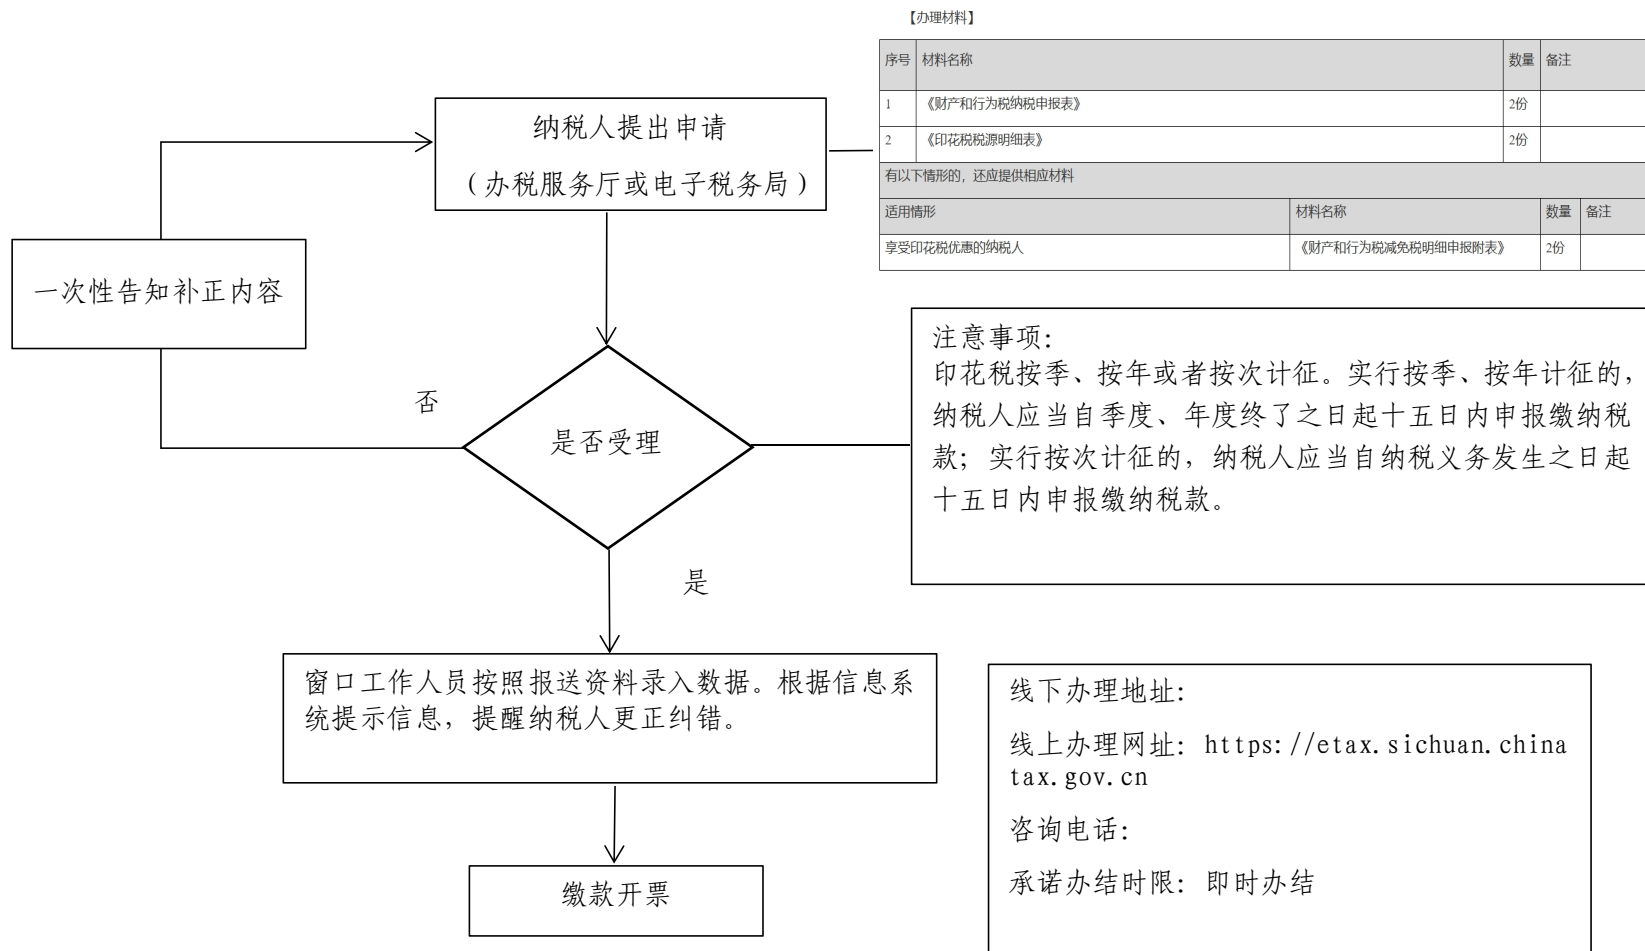 【办理材料】
序号 材料名称 数量 备注
1 《财产和行为税纳税申报表》 2份
2 《印花税税源明细表》 2份
有以下情形的，还应提供相应材料
适用情形 材料名称 数量 备注
享受印花税优惠的纳税人 《财产和行为税减免税明细申报附表》 2份
纳税人提出申请
（办税服务厅或电子税务局）
一次性告知补正内容
否
是否受理
是
注意事项：
印花税按季、按年或者按次计征。实行按季、按年计征的，
纳税人应当自季度、年度终了之日起十五日内申报缴纳税
款；实行按次计征的，纳税人应当自纳税义务发生之日起
十五日内申报缴纳税款。
窗口工作人员按照报送资料录入数据。根据信息系
统提示信息，提醒纳税人更正纠错。
缴款开票
线下办理地址：
线上办理网址：https://etax.sichuan.china
tax.gov.cn
咨询电话：
承诺办结时限：即时办结